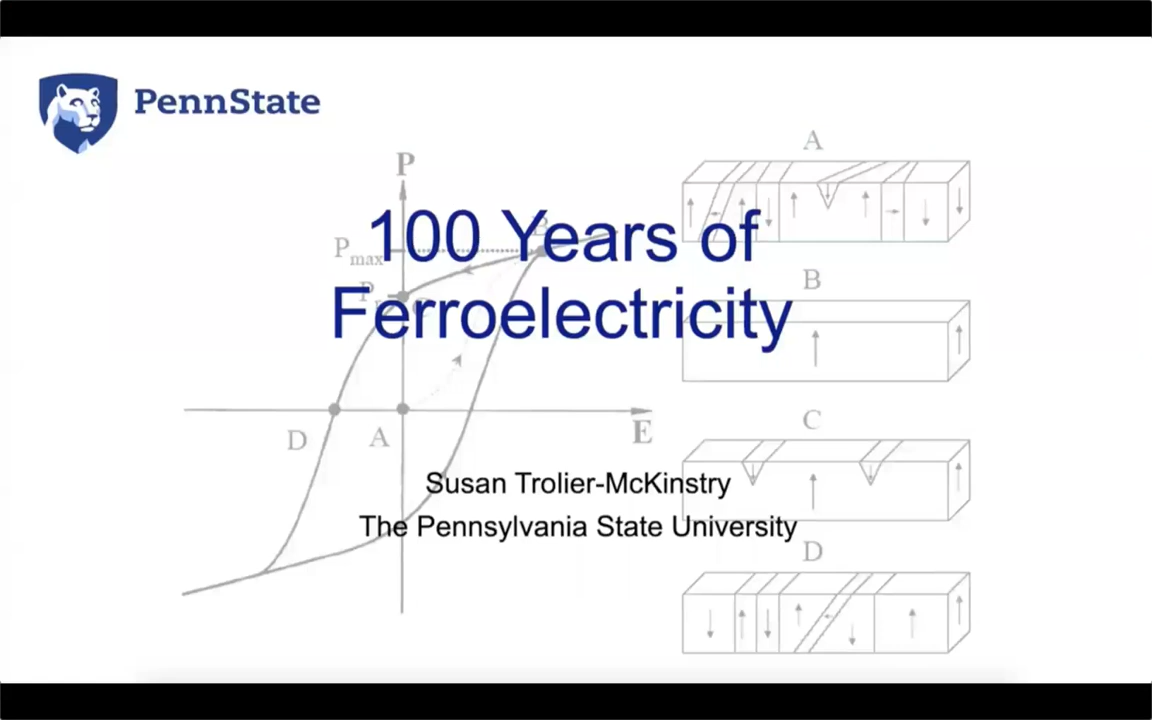 PennState
P
A
100 Years of
Ferroelectricity
P max
P r
B
C
B
D
A
E
C
Susan Trolier-McKinstry
The Pennsylvania State University
D